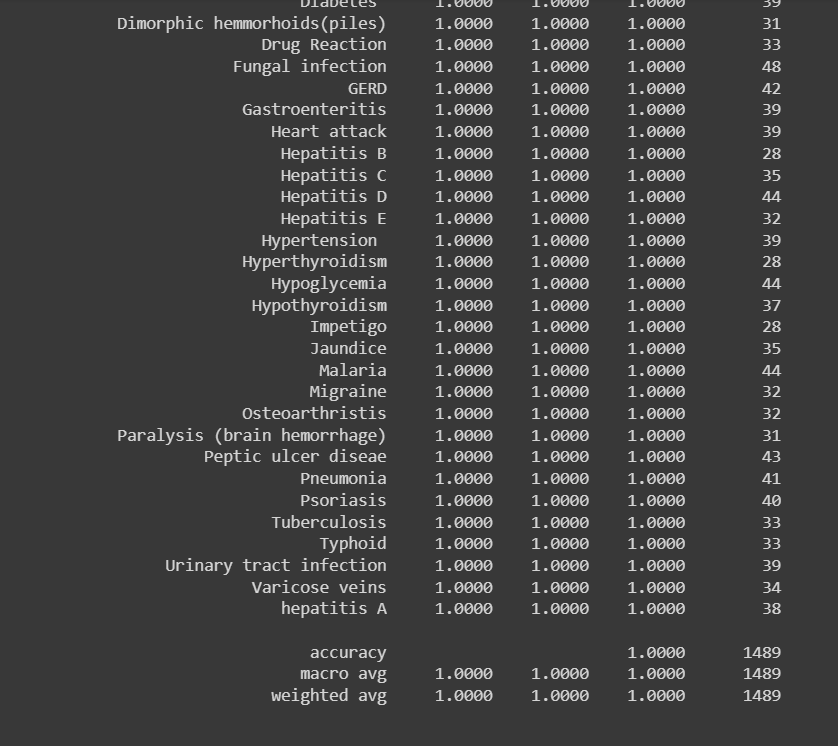 Diabetes 1.0000 1.0000 1.0000 39
Dimorphic hemmorhoids(piles) 1.0000 1.0000 1.0000 31
Drug Reaction 1.0000 1.0000 1.0000 33
Fungal infection 1.0000 1.0000 1.0000 48
GERD 1.0000 1.0000 1.0000 42
Gastroenteritis 1.0000 1.0000 1.0000 39
Heart attack 1.0000 1.0000 1.0000 39
Hepatitis B 1.0000 1.0000 1.0000 28
Hepatitis C 1.0000 1.0000 1.0000 35
Hepatitis D 1.0000 1.0000 1.0000 44
Hepatitis E 1.0000 1.0000 1.0000 32
Hypertension 1.0000 1.0000 1.0000 39
Hyperthyroidism 1.0000 1.0000 1.0000 28
Hypoglycemia 1.0000 1.0000 1.0000 44
Hypothyroidism 1.0000 1.0000 1.0000 37
Impetigo 1.0000 1.0000 1.0000 28
Jaundice 1.0000 1.0000 1.0000 35
Malaria 1.0000 1.0000 1.0000 44
Migraine 1.0000 1.0000 1.0000 32
Osteoarthristis 1.0000 1.0000 1.0000 32
Paralysis (brain hemorrhage) 1.0000 1.0000 1.0000 31
Peptic ulcer diseae 1.0000 1.0000 1.0000 43
Pneumonia 1.0000 1.0000 1.0000 41
Psoriasis 1.0000 1.0000 1.0000 40
Tuberculosis 1.0000 1.0000 1.0000 33
Typhoid 1.0000 1.0000 1.0000 33
Urinary tract infection 1.0000 1.0000 1.0000 39
Varicose veins 1.0000 1.0000 1.0000 34
hepatitis A 1.0000 1.0000 1.0000 38
accuracy 1.0000 1489
macro avg 1.0000 1.0000 1.0000 1489
weighted avg 1.0000 1.0000 1.0000 1489